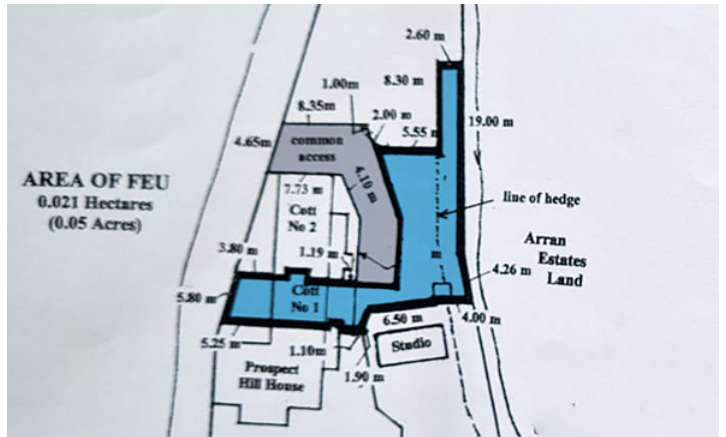 2.60 m
8.30 m
1.00m
8.35m
2.00 m
5.55
19.00 m
4.65m
common
access
AREA OF FEU
0.021 Hectares
(0.05 Acres)
4.10 m
7.73 m
line of hedge
Cott
No 2
Arran
Estates
Land
3.80 m
1.19 m
m
4.26 m
5.80 m
Cott
No 1
6.50 m
4.00 m
5.25 m
1.10m
Studio
Prospect
Hill House
1.90 m